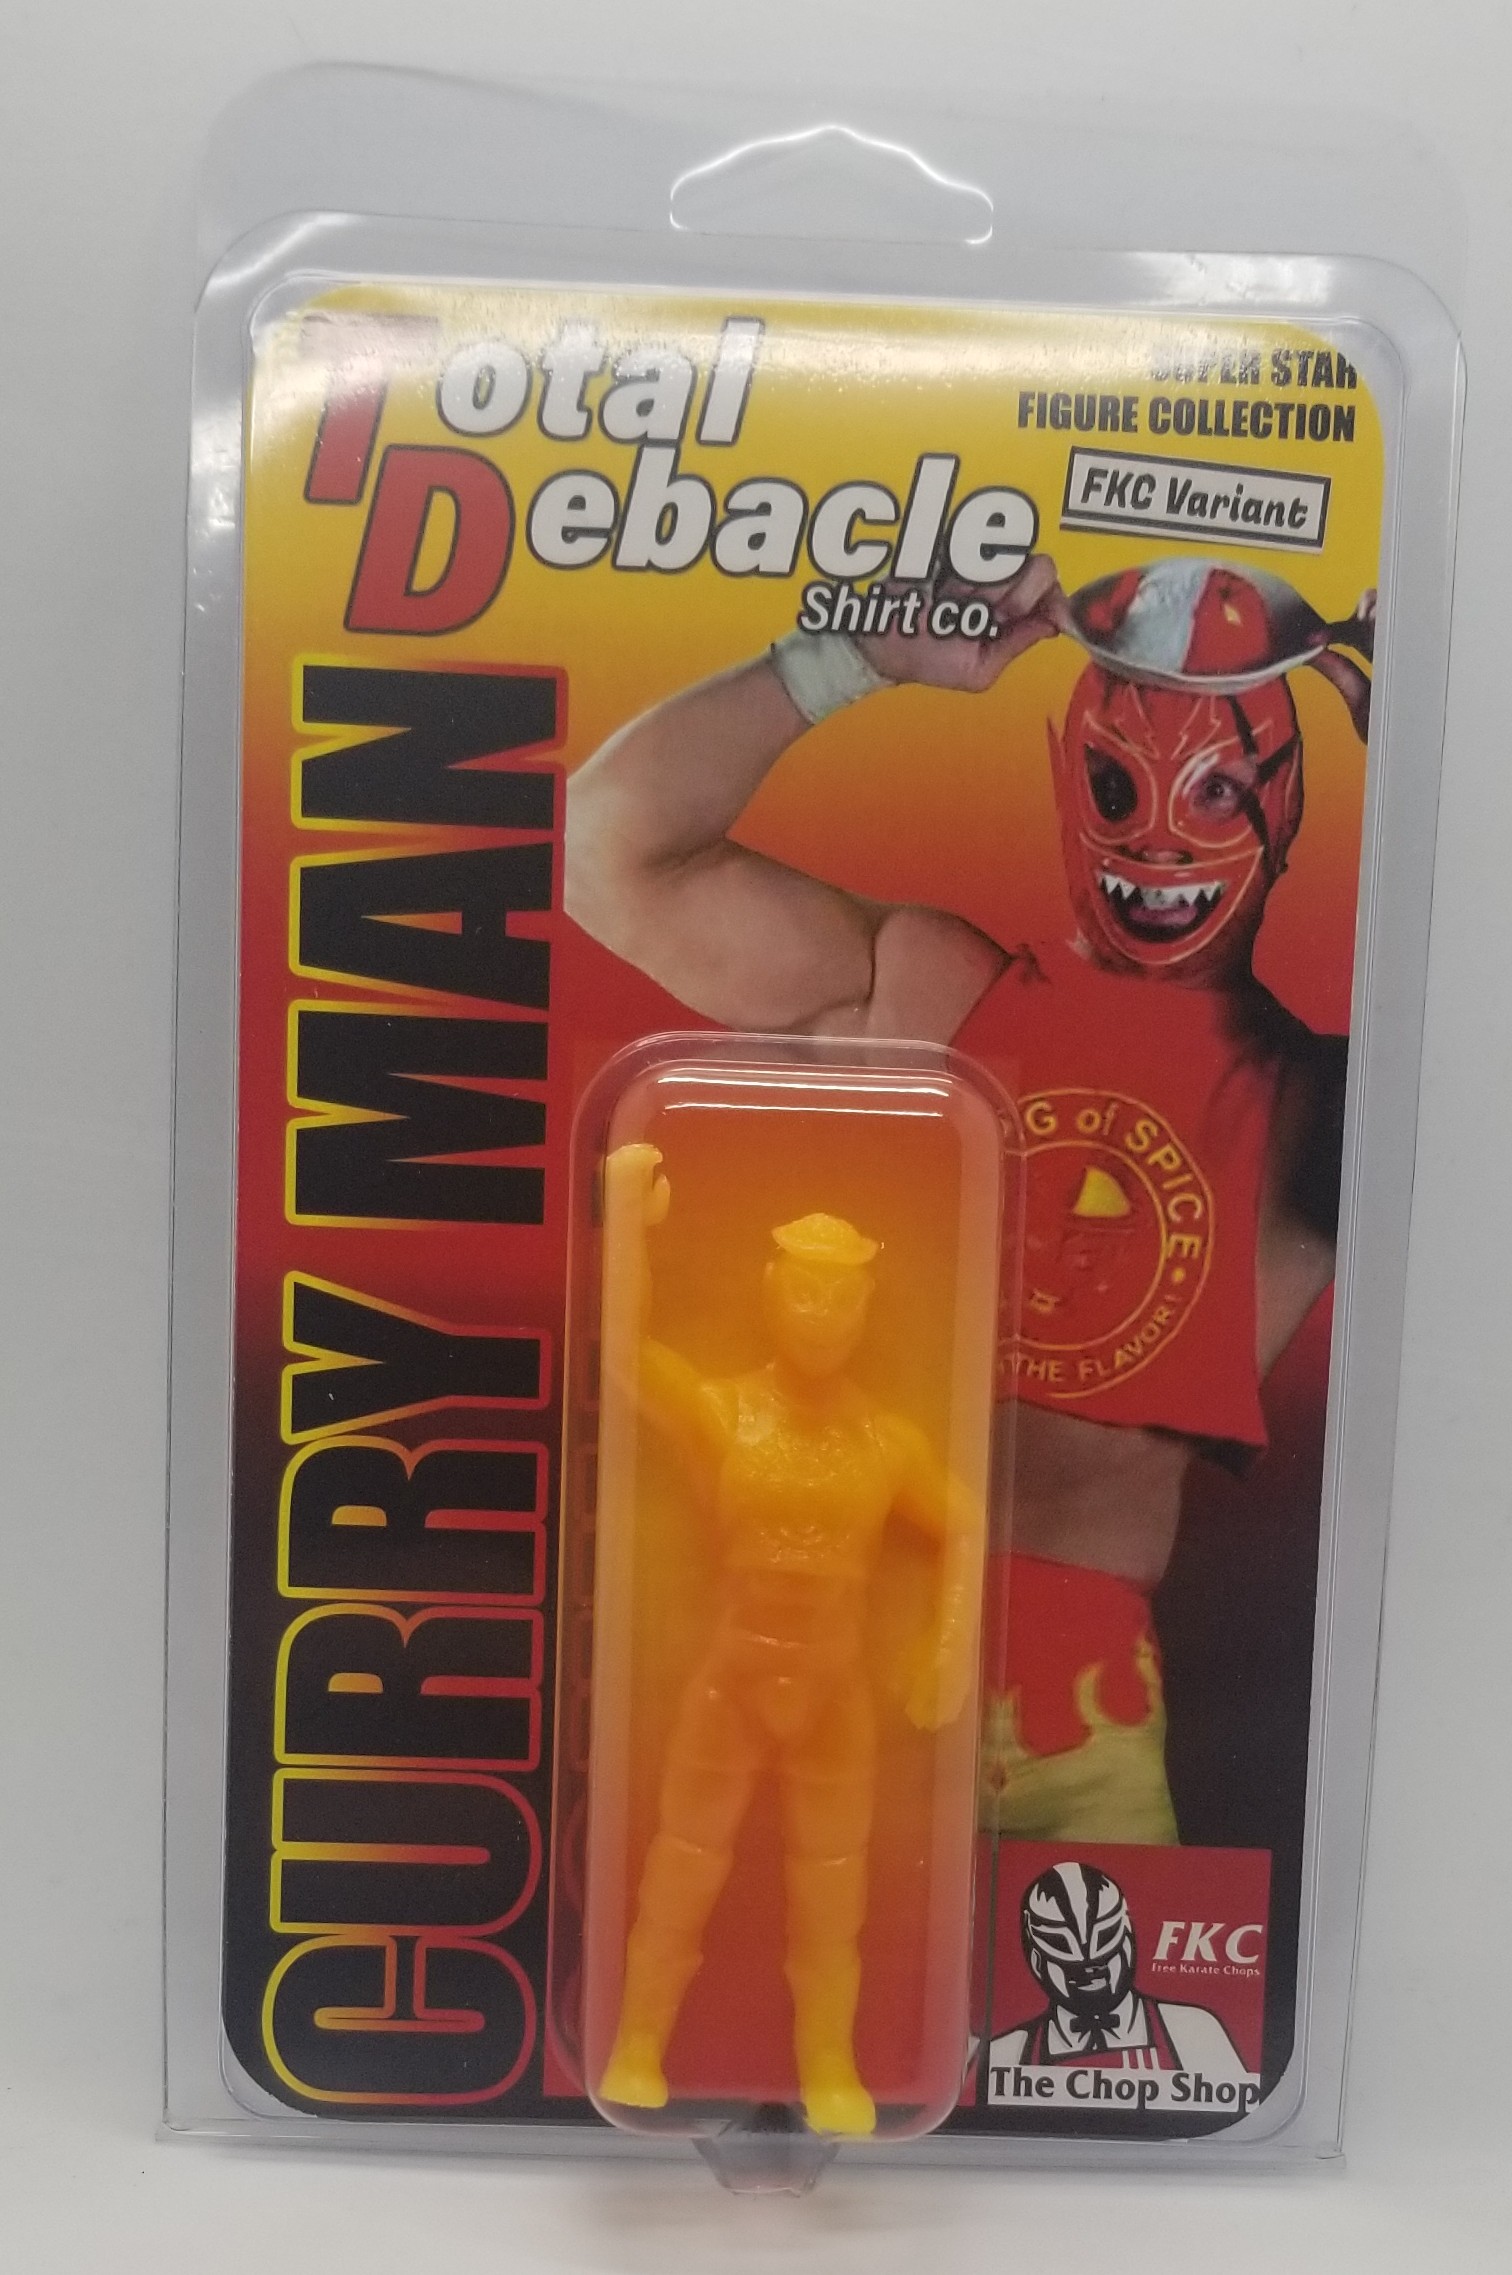 Total
Debacle
Shirt co.
SUPER STAR
FIGURE COLLECTION
FKC Variant
CURRY MAN
G of SPICE •
THE FLAVOR!
FKC
Free Karate Chops
The Chop Shop